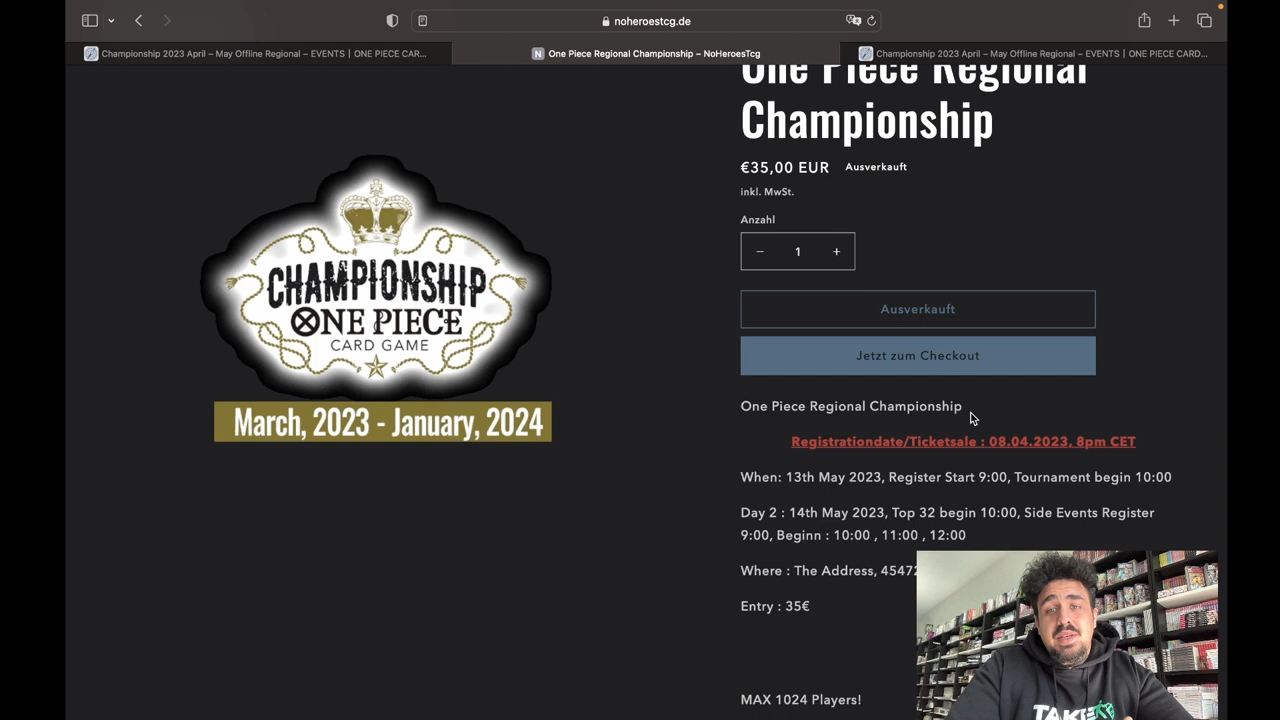 noheroestcg.de
Championship 2023 April – May Offline Regional – EVENTS | ONE PIECE CAR...
N One Piece Regional Championship – NoHeroesTcg
Championship 2023 April – May Offline Regional – EVENTS | ONE PIECE CARD...
One Piece Regional
Championship
€35,00 EUR Ausverkauft
inkl. MwSt.
Anzahl
− 1 +
Ausverkauft
Jetzt zum Checkout
CHAMPIONSHIP
ONE PIECE
CARD GAME
March, 2023 - January, 2024
One Piece Regional Championship
Registrationdate/Ticketsale : 08.04.2023, 8pm CET
When: 13th May 2023, Register Start 9:00, Tournament begin 10:00
Day 2 : 14th May 2023, Top 32 begin 10:00, Side Events Register
9:00, Beginn : 10:00 , 11:00 , 12:00
Where : The Address, 45472
Entry : 35€
MAX 1024 Players!
TAKE